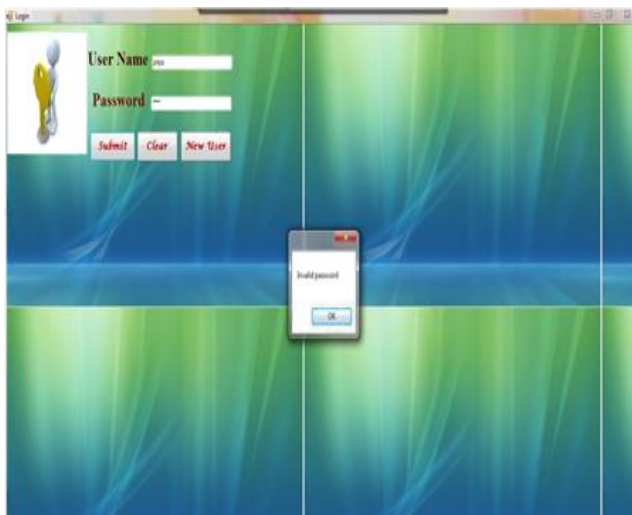 Login
User Name
Password
Submit Clear New User
Invalid password
OK